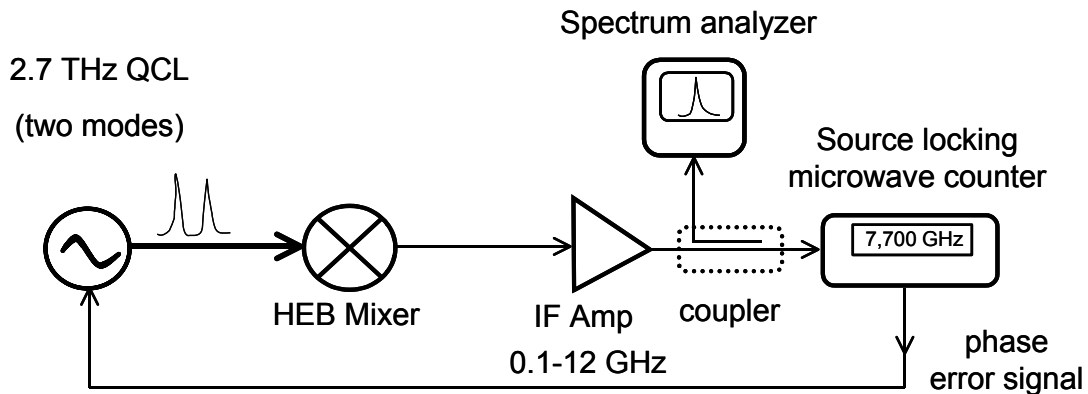 Spectrum analyzer
2.7 THz QCL
(two modes)
Source locking
microwave counter
7,700 GHz
HEB Mixer
IF Amp
coupler
0.1-12 GHz
phase
error signal